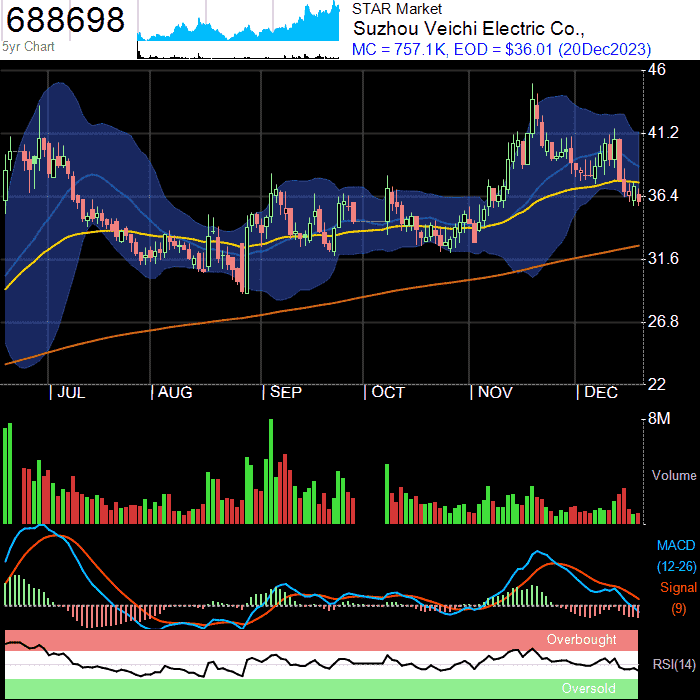 688698
5yr Chart
STAR Market
Suzhou Veichi Electric Co.,
MC = 757.1K, EOD = $36.01 (20Dec2023)
46
41.2
36.4
31.6
26.8
22
| JUL | AUG | SEP | OCT | NOV | DEC
8M
Volume
MACD
(12-26)
Signal
(9)
Overbought
RSI(14)
Oversold